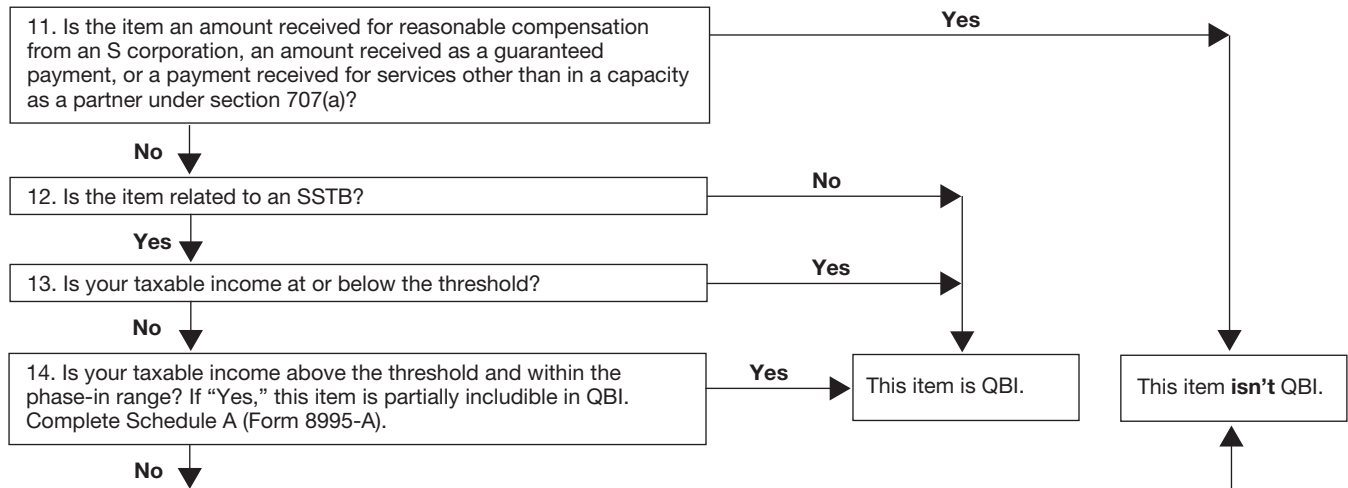 11. Is the item an amount received for reasonable compensation
from an S corporation, an amount received as a guaranteed
payment, or a payment received for services other than in a capacity
as a partner under section 707(a)?
Yes
No
12. Is the item related to an SSTB?
No
Yes
13. Is your taxable income at or below the threshold?
Yes
No
14. Is your taxable income above the threshold and within the
phase-in range? If “Yes,” this item is partially includible in QBI.
Complete Schedule A (Form 8995-A).
Yes
This item is QBI.
This item isn’t QBI.
No